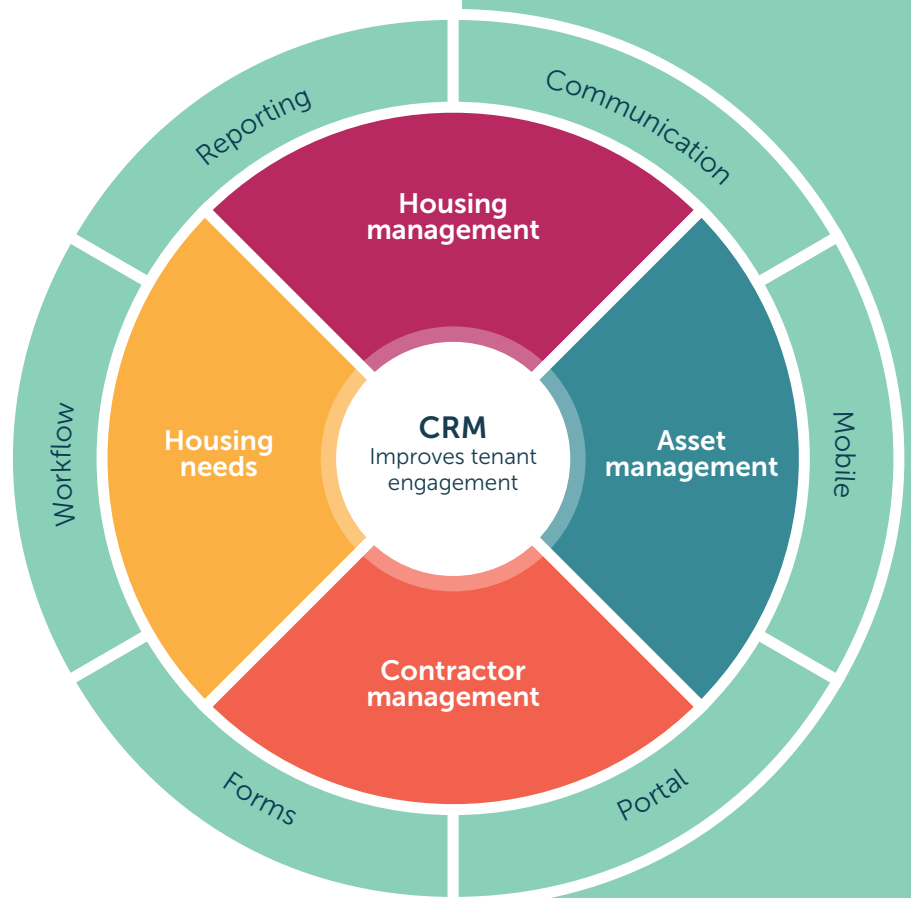 Reporting
Communication
Housing
management
Workflow
Housing
needs
CRM
Improves tenant
engagement
Asset
management
Mobile
Contractor
management
Forms
Portal